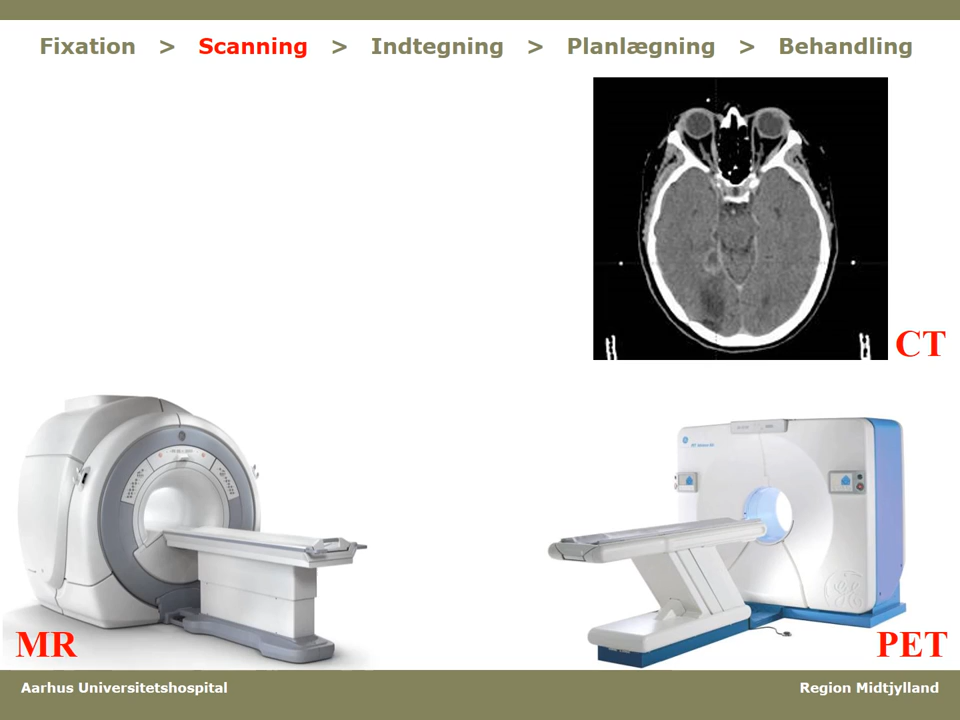 Fixation > Scanning > Indtegning > Planlægning > Behandling
CT
MR
PET
Aarhus Universitetshospital
Region Midtjylland